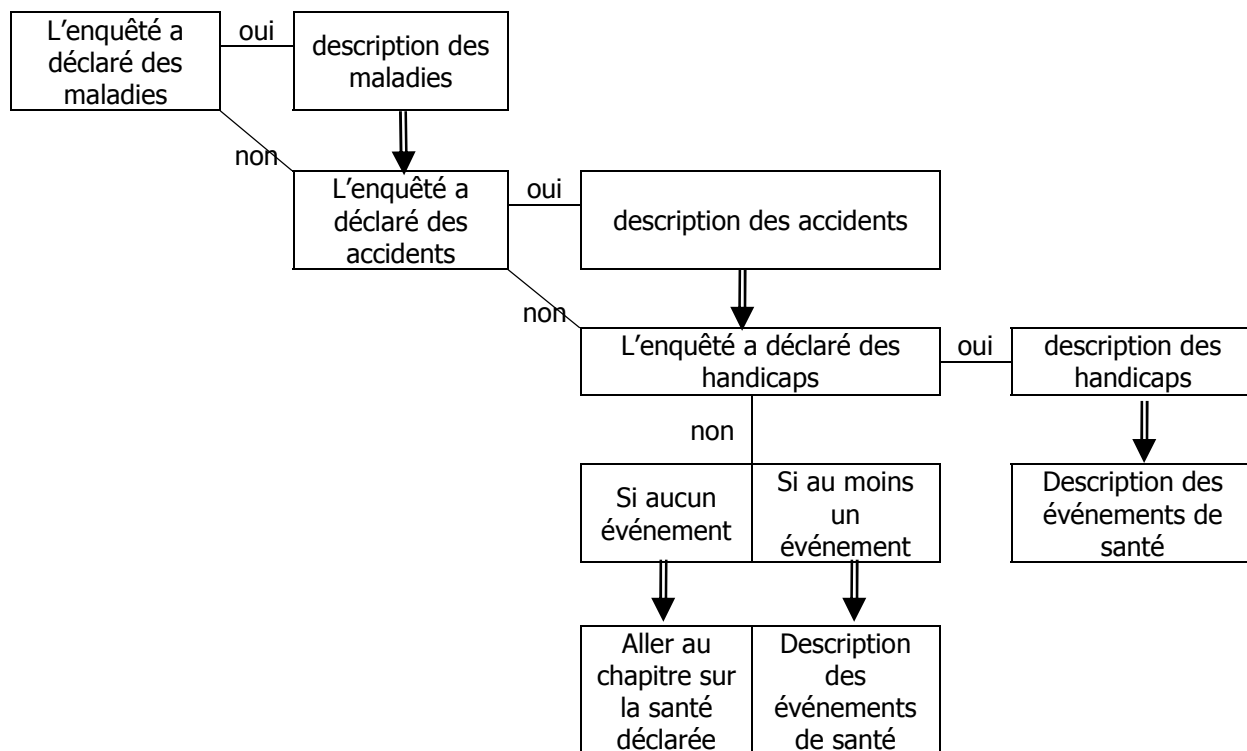 L'enquêté a
déclaré des
maladies
oui
description des
maladies
non
L'enquêté a
déclaré des
accidents
oui
description des accidents
non
L'enquêté a déclaré des
handicaps
oui
description des
handicaps
non
Si aucun
événement
Si au moins
un
événement
Description des
événements de
santé
Aller au
chapitre sur
la santé
déclarée
Description
des
événements
de santé